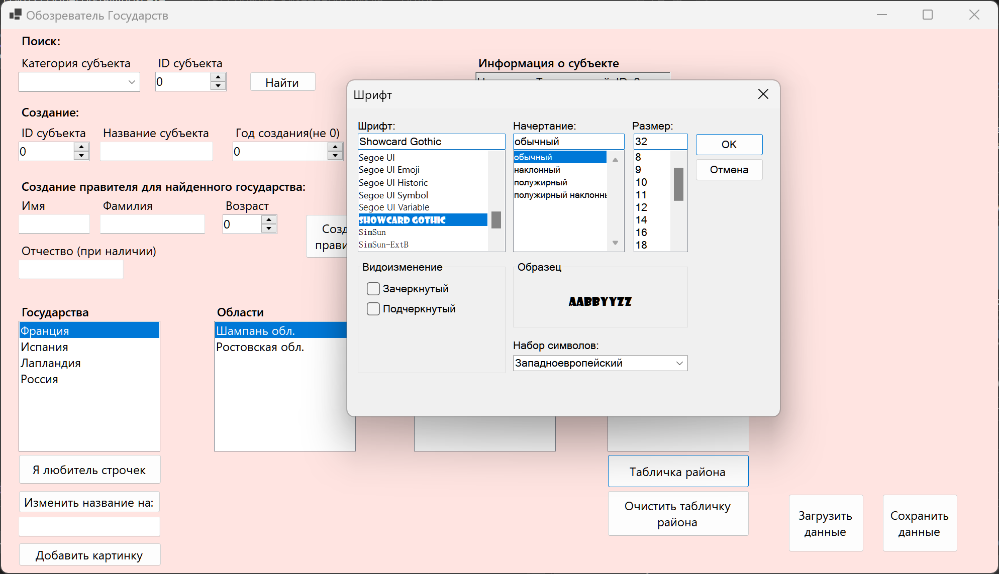 Обозреватель Государств
Поиск:
Категория субъекта
ID субъекта
0
Найти
Информация о субъекте
Создание:
ID субъекта
Название субъекта
Год создания(не 0)
0
0
Создание правителя для найденного государства:
Имя
Фамилия
Возраст
0
Созд
прави
Отчество (при наличии)
Государства
Франция
Испания
Лапландия
Россия
Области
Шампань обл.
Ростовская обл.
Я любитель строчек
Изменить название на:
Добавить картинку
Табличка района
Очистить табличку
района
Загрузить
данные
Сохранить
данные
Шрифт
Шрифт:
Showcard Gothic
Segoe UI
Segoe UI Emoji
Segoe UI Historic
Segoe UI Symbol
Segoe UI Variable
SHOWCARD GOTHIC
SimSun
SimSun-ExtB
Начертание:
обычный
обычный
наклонный
полужирный
полужирный наклонны
Размер:
32
8
9
10
11
12
14
16
18
OK
Отмена
Видоизменение
Зачеркнутый
Подчеркнутый
Образец
AABBYYZZ
Набор символов:
Западноевропейский